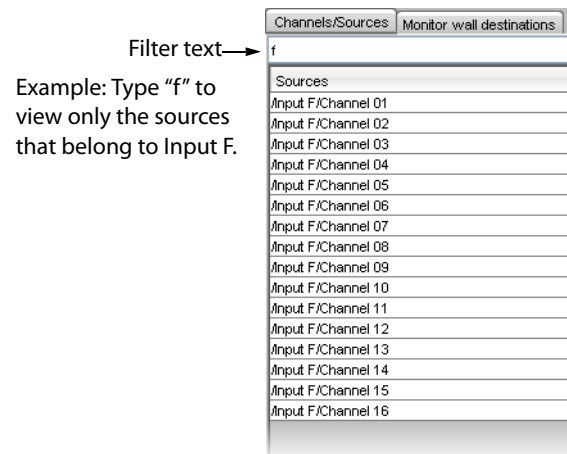 Channels/Sources
Monitor wall destinations
Filter text
f
Example: Type “f” to
view only the sources
that belong to Input F.
Sources
/Input F/Channel 01
/Input F/Channel 02
/Input F/Channel 03
/Input F/Channel 04
/Input F/Channel 05
/Input F/Channel 06
/Input F/Channel 07
/Input F/Channel 08
/Input F/Channel 09
/Input F/Channel 10
/Input F/Channel 11
/Input F/Channel 12
/Input F/Channel 13
/Input F/Channel 14
/Input F/Channel 15
/Input F/Channel 16